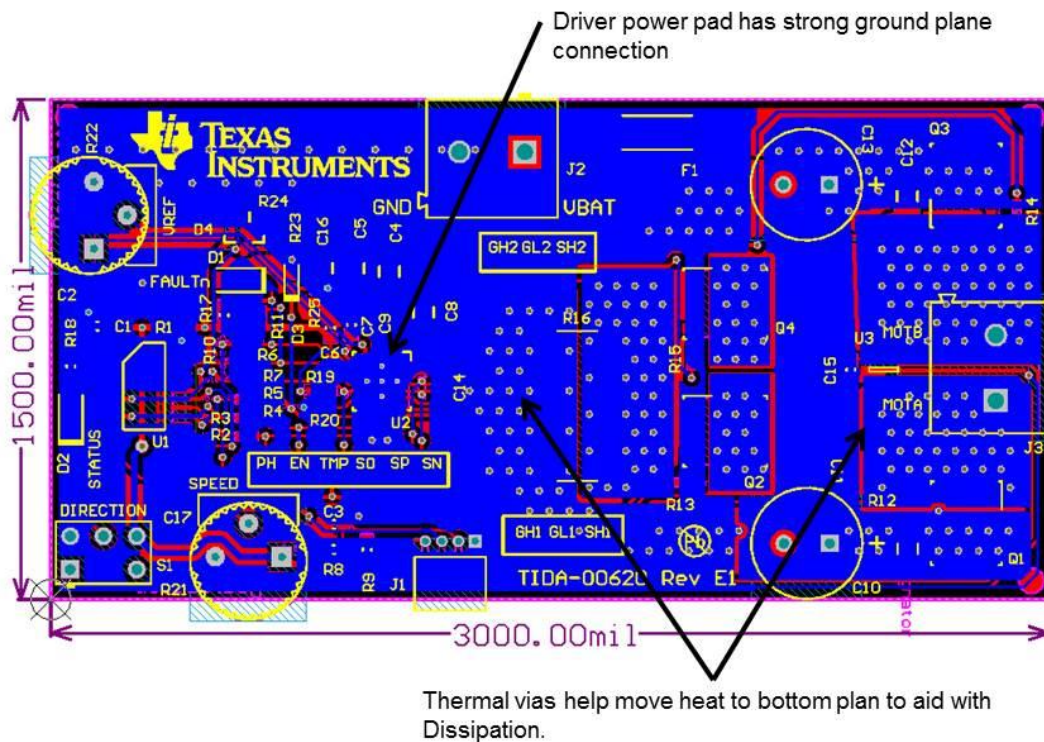 Driver power pad has strong ground plane
connection
TEXAS
INSTRUMENTS
R22
VREF
R24
D4
R23
C16
C5
C4
GND
VBAT
J2
F1
C13
C12
Q3
R14
GH2 GL2 SH2
D1
FAULTn
C2
R18
C1
R1
R17
R10
R11
D3
R25
C7
C9
C8
R6
C6
R7
R19
R5
R4
R3
R2
R20
U2
C14
R16
R15
Q4
C15
U3
MOTB
MOTA
J3
D2
STATUS
U1
PH EN TMP SO SP SN
SPEED
DIRECTION
C17
C3
S1
R21
R8
R9
J1
GH1 GL1 SH1
R13
Q2
R12
Q1
C10
TIDA-00620 Rev E1
1500.00mil
3000.00mil
Thermal vias help move heat to bottom plan to aid with
Dissipation.